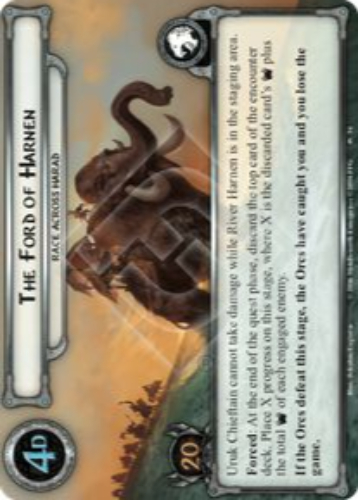 4D
THE FORD OF HARNEN
RACE ACROSS HARAD
20
Uruk Chieftain cannot take damage while River Harnen is in the staging area.
Forced: At the end of the quest phase, discard the top card of the encounter
deck. Place X progress on this stage, where X is the discarded card's plus
the total of each engaged enemy.
If the Orcs defeat this stage, the Orcs have caught you and you lose the
game.